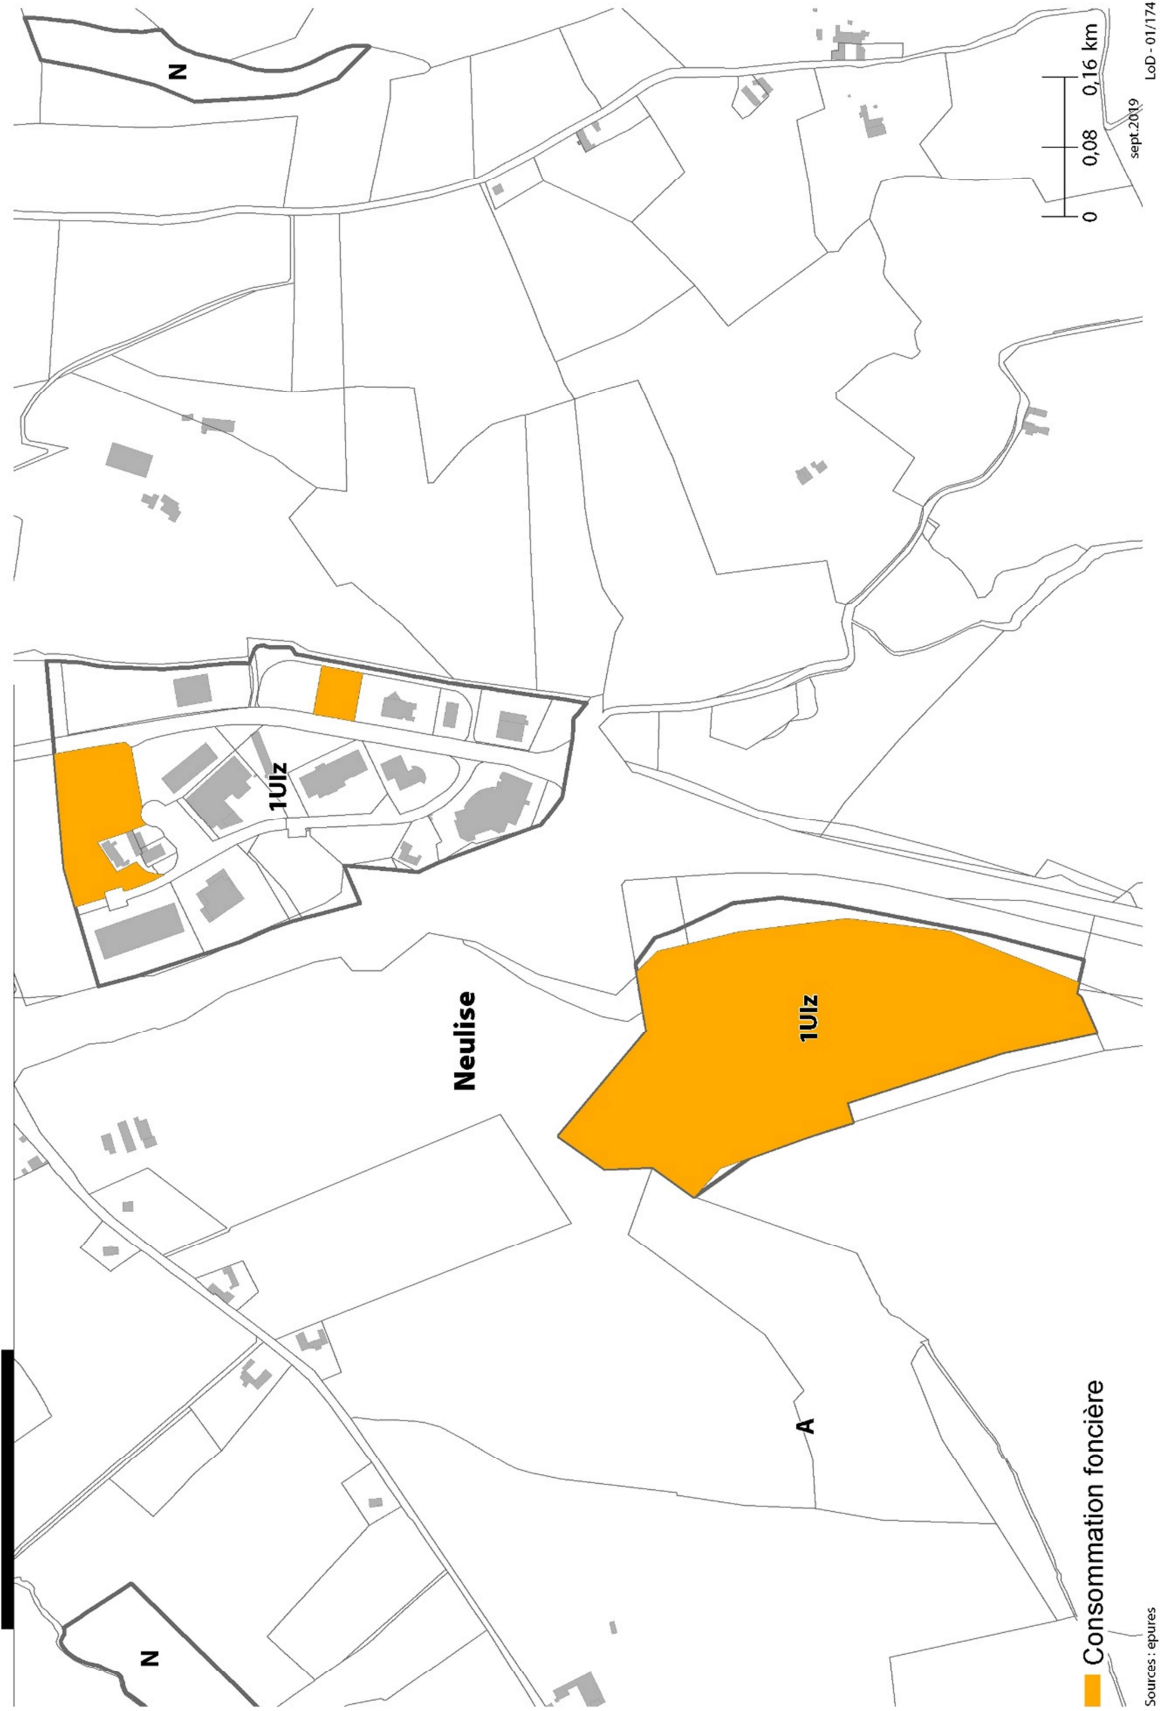 N
1UIz
Neulise
1UIz
A
N
Consommation foncière
0 0,08 0,16 km
Sources : epures
sept.2019
LoD - 01/174